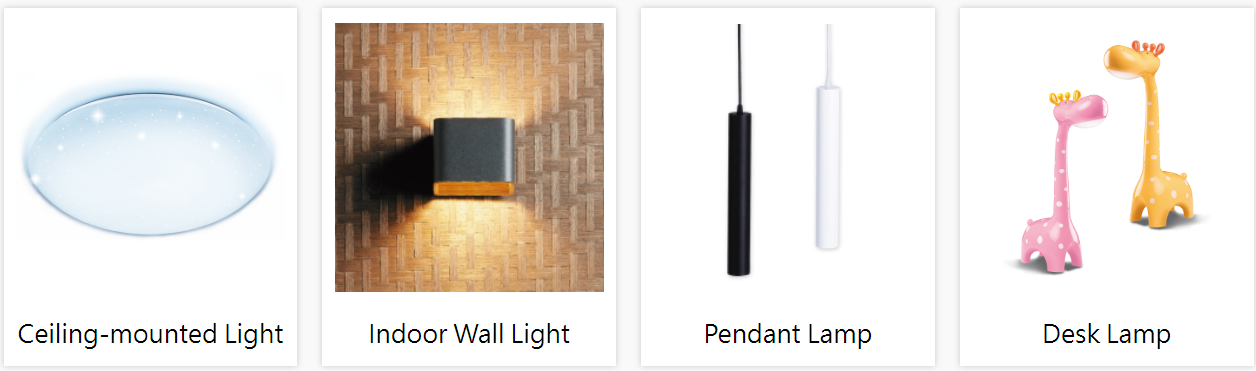 Ceiling-mounted Light
Indoor Wall Light
Pendant Lamp
Desk Lamp